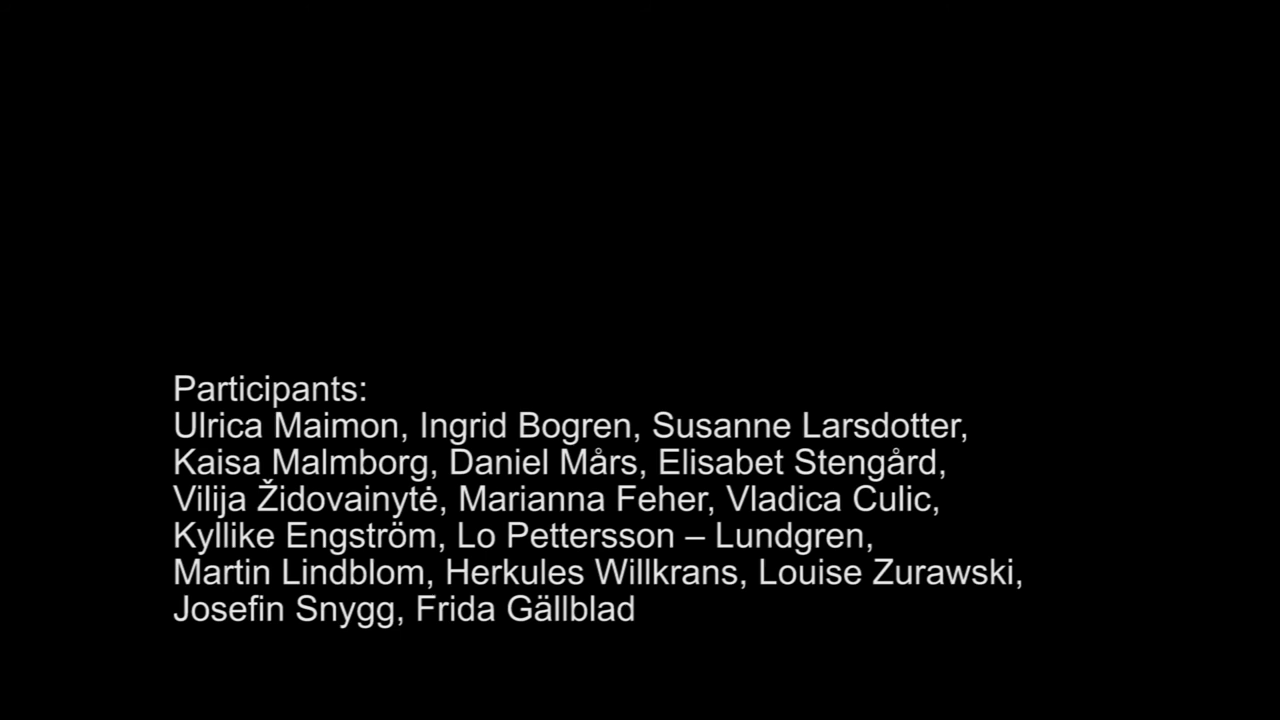 Participants:
Ulrica Maimon, Ingrid Bogren, Susanne Larsdotter,
Kaisa Malmborg, Daniel Mårs, Elisabet Stengård,
Vilija Židovainytė, Marianna Feher, Vladica Culic,
Kyllike Engström, Lo Pettersson – Lundgren,
Martin Lindblom, Herkules Willkrans, Louise Zurawski,
Josefin Snygg, Frida Gällblad